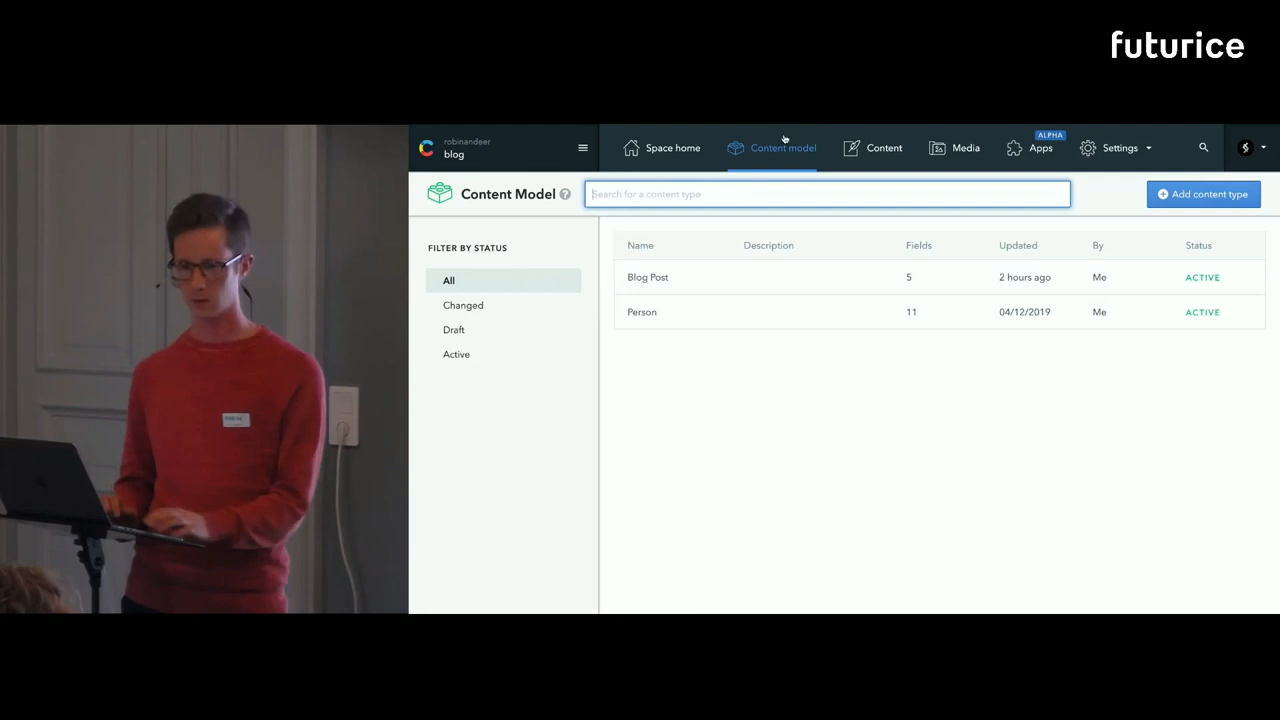 futurice
robinandeer
blog
Space home
Content model
Content
Media
ALPHA
Apps
Settings
Content Model
Search for a content type
Add content type
FILTER BY STATUS
All
Changed
Draft
Active
Name Description Fields Updated By Status
Blog Post 5 2 hours ago Me ACTIVE
Person 11 04/12/2019 Me ACTIVE